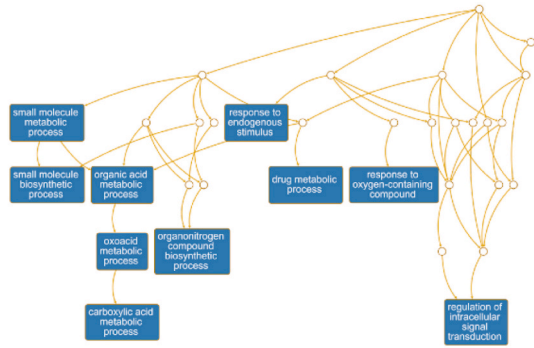 small molecule
metabolic
process
response to
endogenous
stimulus
small molecule
biosynthetic
process
organic acid
metabolic
process
drug metabolic
process
response to
oxygen-containing
compound
oxoacid
metabolic
process
organonitrogen
compound
biosynthetic
process
carboxylic acid
metabolic
process
regulation of
intracellular
signal
transduction